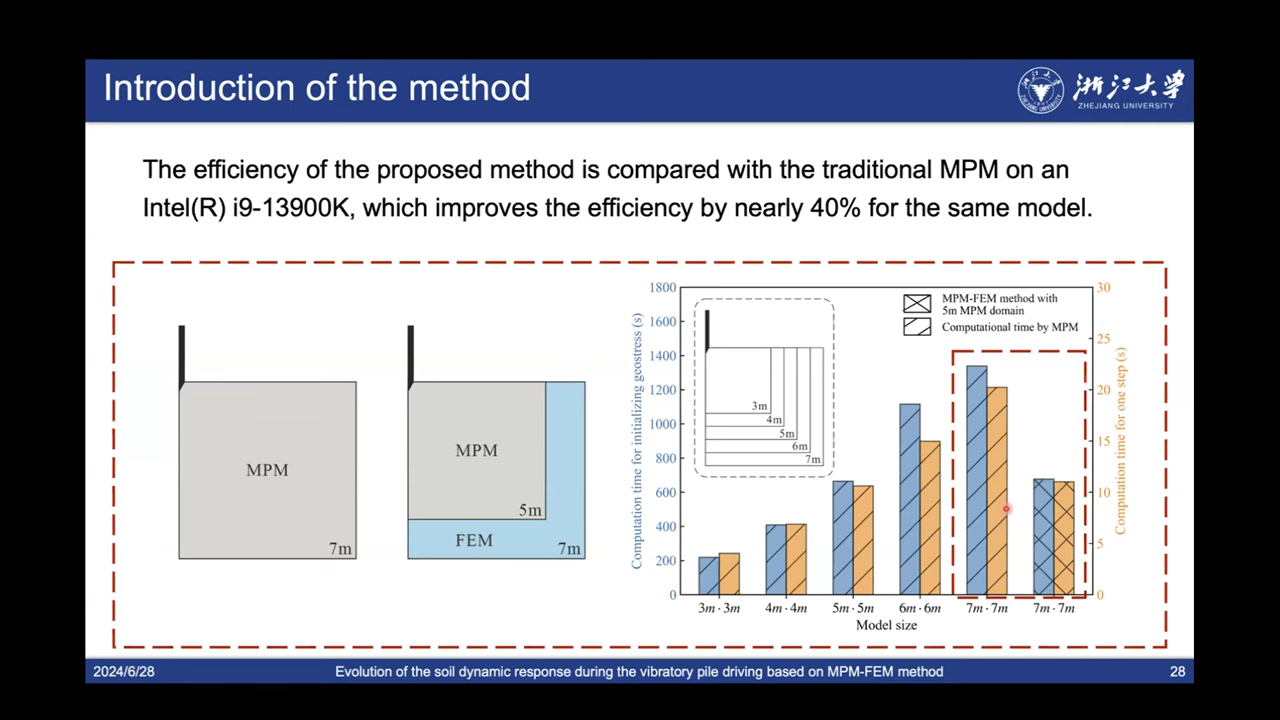 Introduction of the method
浙江大学
ZHEJIANG UNIVERSITY
The efficiency of the proposed method is compared with the traditional MPM on an
Intel(R) i9-13900K, which improves the efficiency by nearly 40% for the same model.
MPM
7m
MPM
5m
FEM
7m
Computation time for initializing geostress (s)
1800
1600
1400
1200
1000
800
600
400
200
0
3m
4m
5m
6m
7m
MPM-FEM method with
5m MPM domain
Computational time by MPM
30
25
20
15
10
5
0
Computation time for one step (s)
3m · 3m
4m · 4m
5m · 5m
6m · 6m
7m · 7m
7m · 7m
Model size
2024/6/28
Evolution of the soil dynamic response during the vibratory pile driving based on MPM-FEM method
28